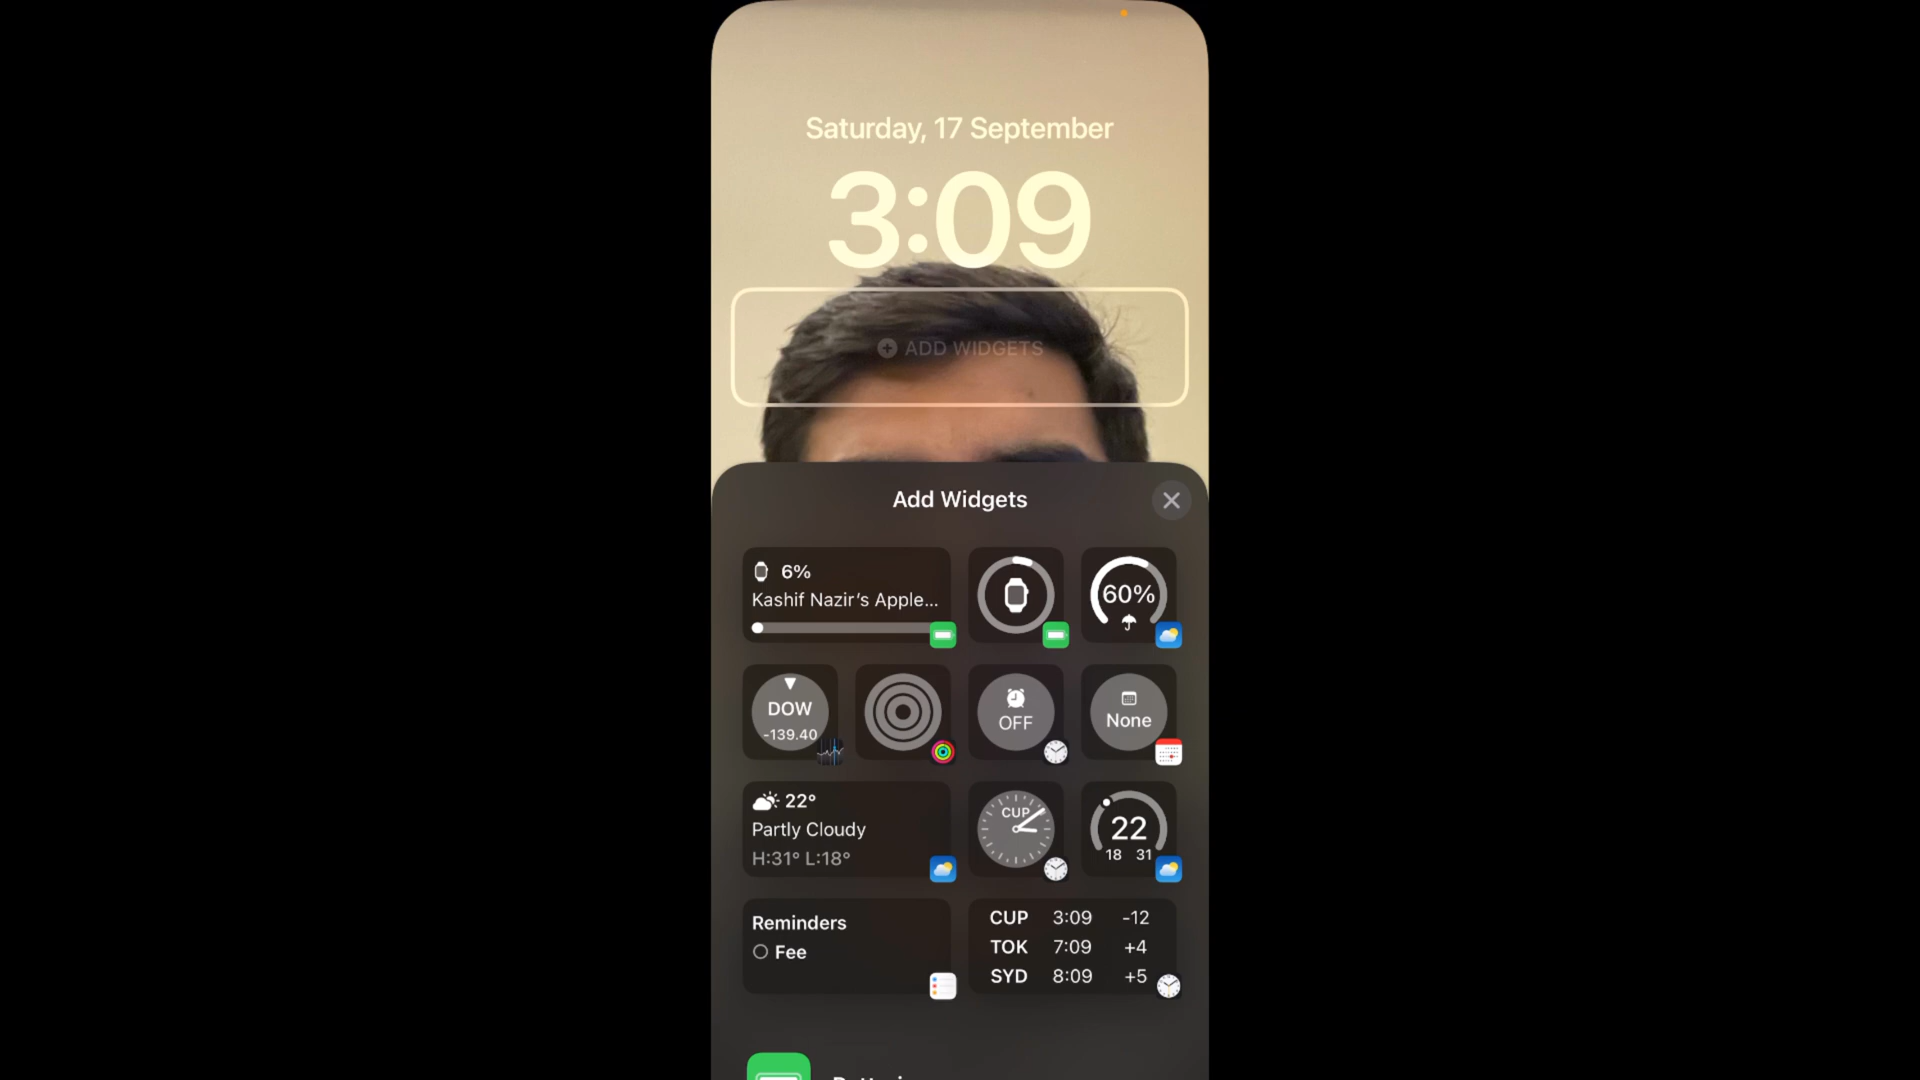 Saturday, 17 September
3:09
ADD WIDGETS
Add Widgets
6%
Kashif Nazir's Apple...
60%
DOW
-139.40
OFF
None
22°
Partly Cloudy
H:31° L:18°
CUP
22
18 31
Reminders
Fee
CUP 3:09 -12
TOK 7:09 +4
SYD 8:09 +5